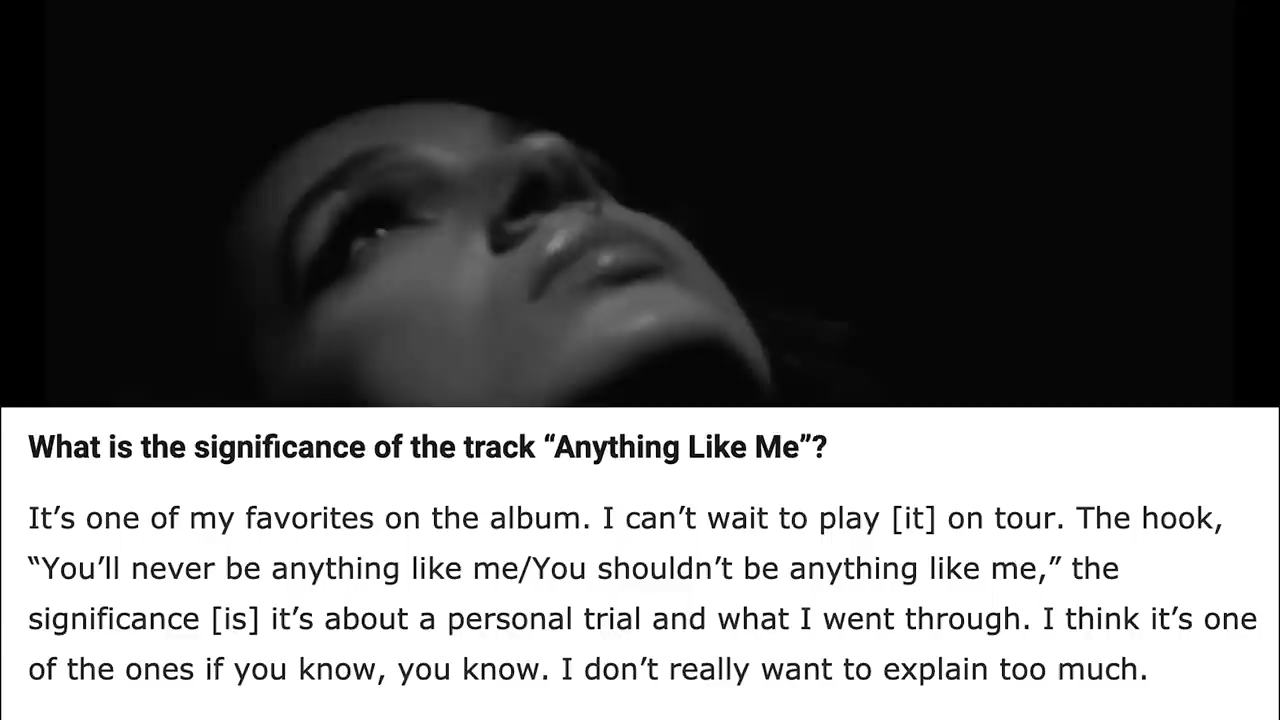 What is the significance of the track “Anything Like Me”?
It’s one of my favorites on the album. I can’t wait to play [it] on tour. The hook,
“You’ll never be anything like me/You shouldn’t be anything like me,” the
significance [is] it’s about a personal trial and what I went through. I think it’s one
of the ones if you know, you know. I don’t really want to explain too much.